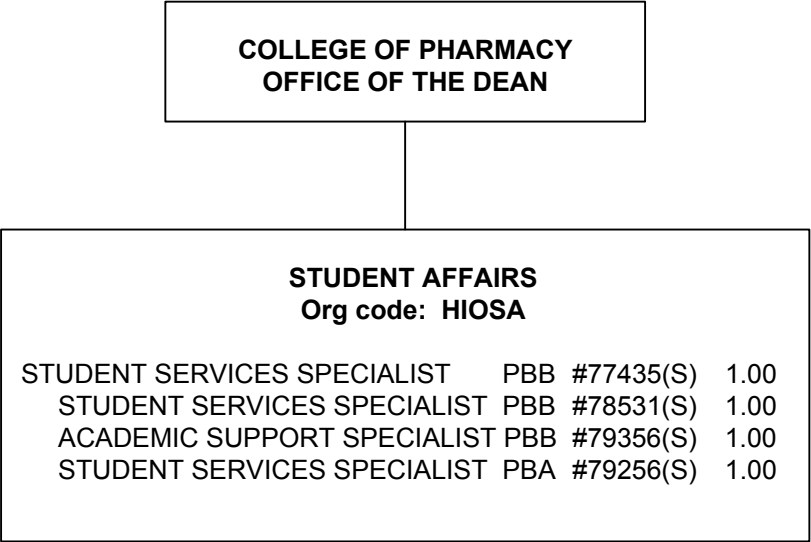 COLLEGE OF PHARMACY
OFFICE OF THE DEAN
STUDENT AFFAIRS
Org code: HIOSA
STUDENT SERVICES SPECIALIST PBB #77435(S) 1.00
STUDENT SERVICES SPECIALIST PBB #78531(S) 1.00
ACADEMIC SUPPORT SPECIALIST PBB #79356(S) 1.00
STUDENT SERVICES SPECIALIST PBA #79256(S) 1.00